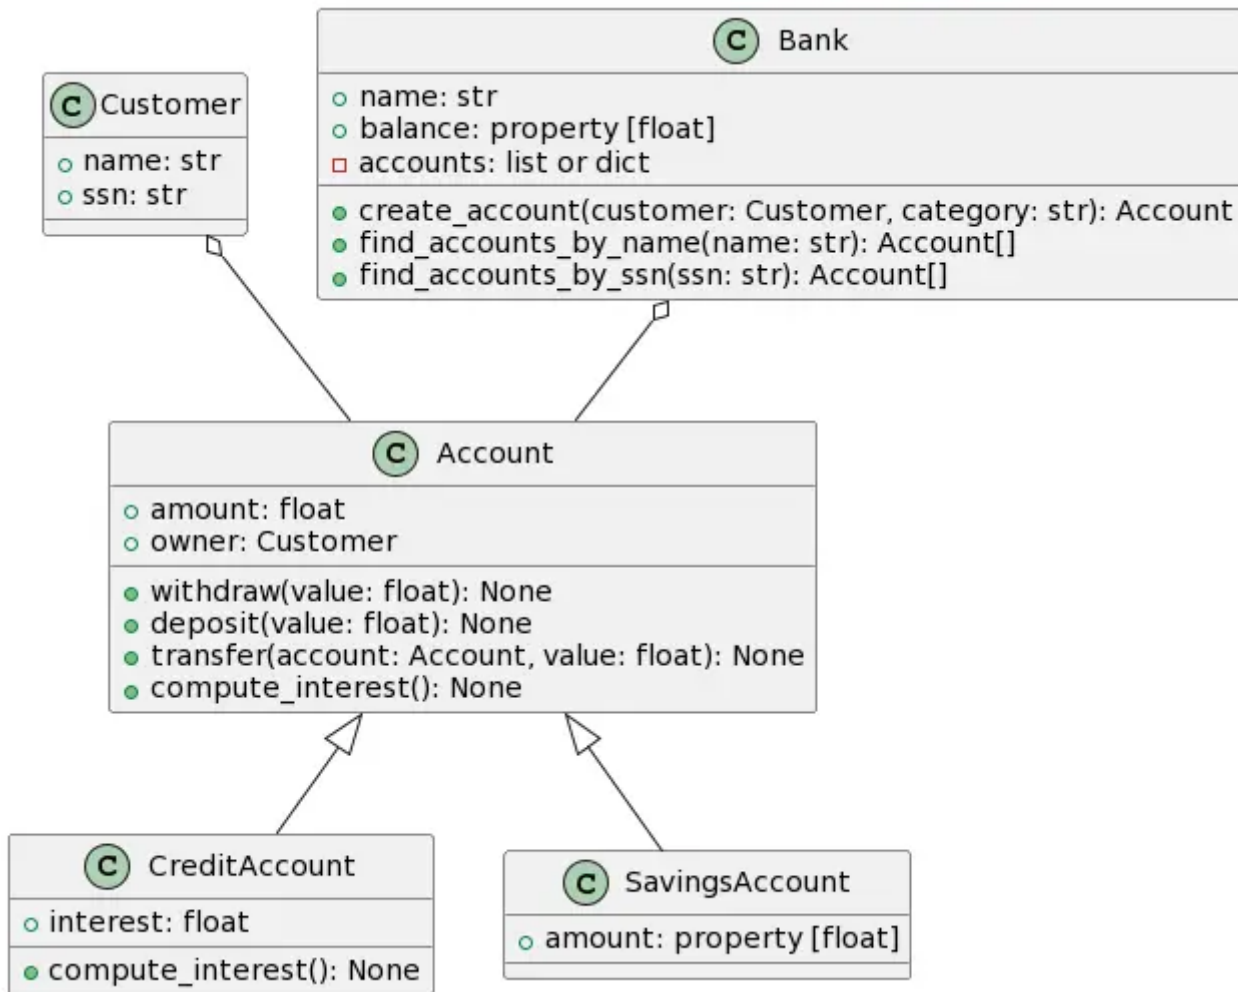 C Customer
name: str
ssn: str
C Bank
name: str
balance: property [float]
accounts: list or dict
create_account(customer: Customer, category: str): Account
find_accounts_by_name(name: str): Account[]
find_accounts_by_ssn(ssn: str): Account[]
C Account
amount: float
owner: Customer
withdraw(value: float): None
deposit(value: float): None
transfer(account: Account, value: float): None
compute_interest(): None
C CreditAccount
interest: float
compute_interest(): None
C SavingsAccount
amount: property [float]